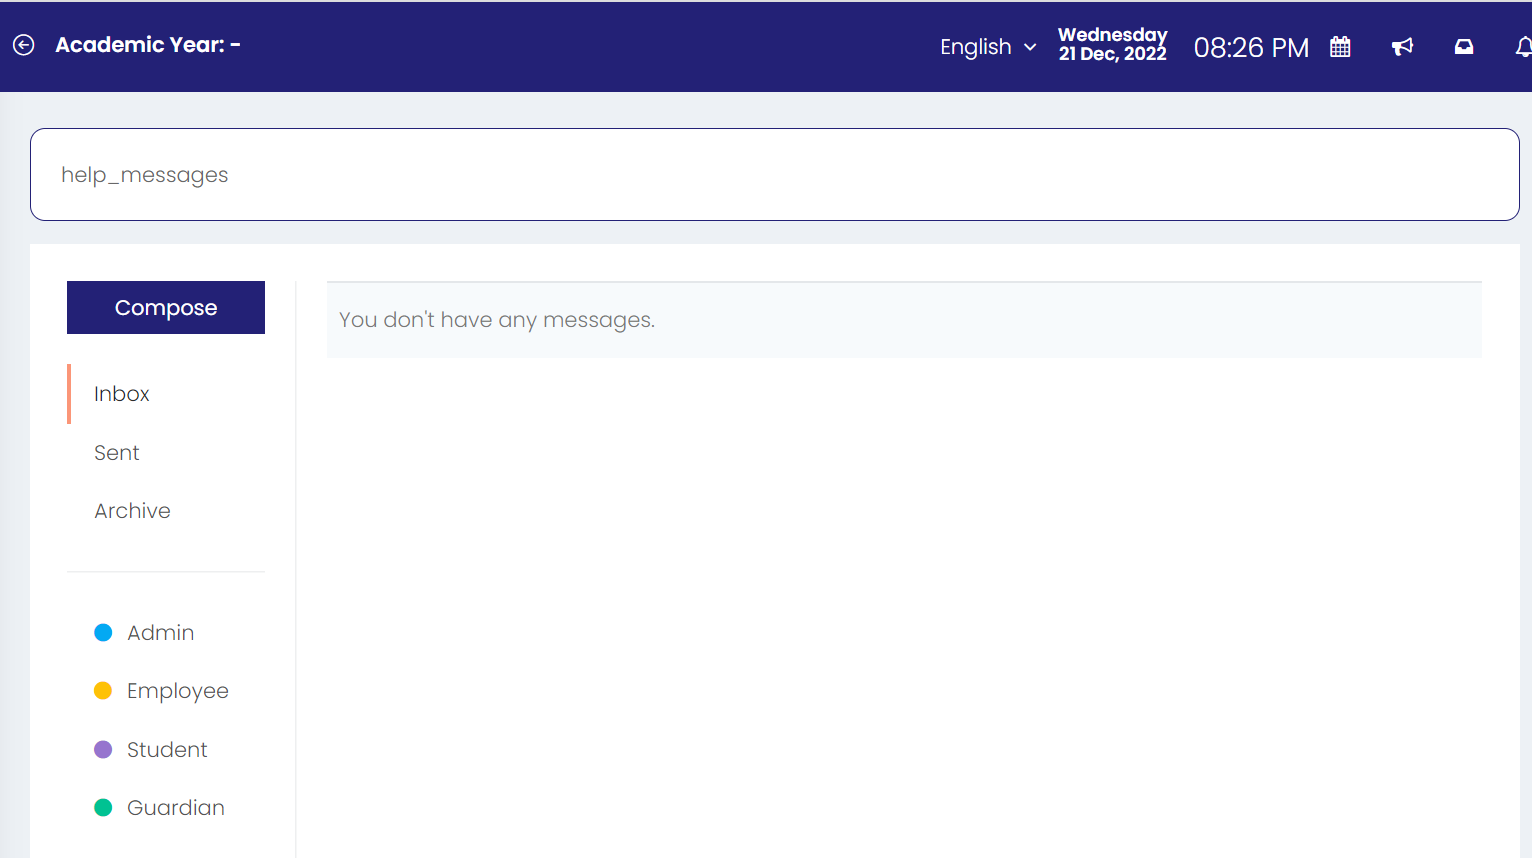 Academic Year: -
English
Wednesday
21 Dec, 2022
08:26 PM
help_messages
Compose
You don't have any messages.
Inbox
Sent
Archive
Admin
Employee
Student
Guardian